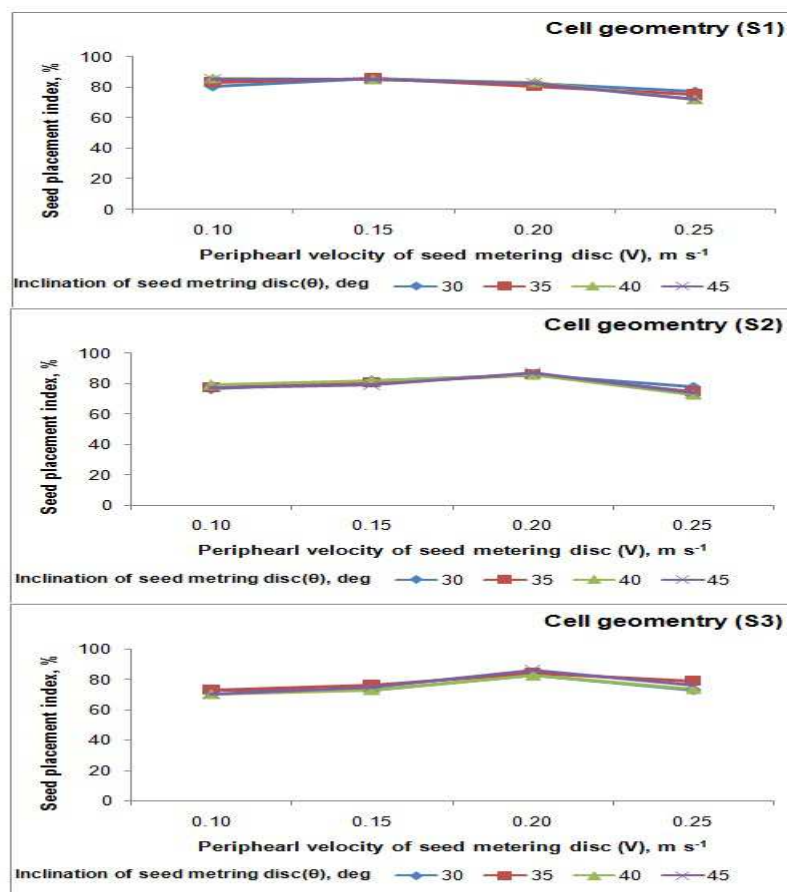 Cell geomentry (S1)
Seed placement index, %
100
80
60
40
20
0
0.10 0.15 0.20 0.25
Periphearl velocity of seed metering disc (V), m s⁻¹
Inclination of seed metring disc(θ), deg 30 35 40 45
Cell geomentry (S2)
Seed placement index, %
100
80
60
40
20
0
0.10 0.15 0.20 0.25
Periphearl velocity of seed metering disc (V), m s⁻¹
Inclination of seed metring disc(θ), deg 30 35 40 45
Cell geomentry (S3)
Seed placement index, %
100
80
60
40
20
0
0.10 0.15 0.20 0.25
Periphearl velocity of seed metering disc (V), m s⁻¹
Inclination of seed metring disc(θ), deg 30 35 40 45